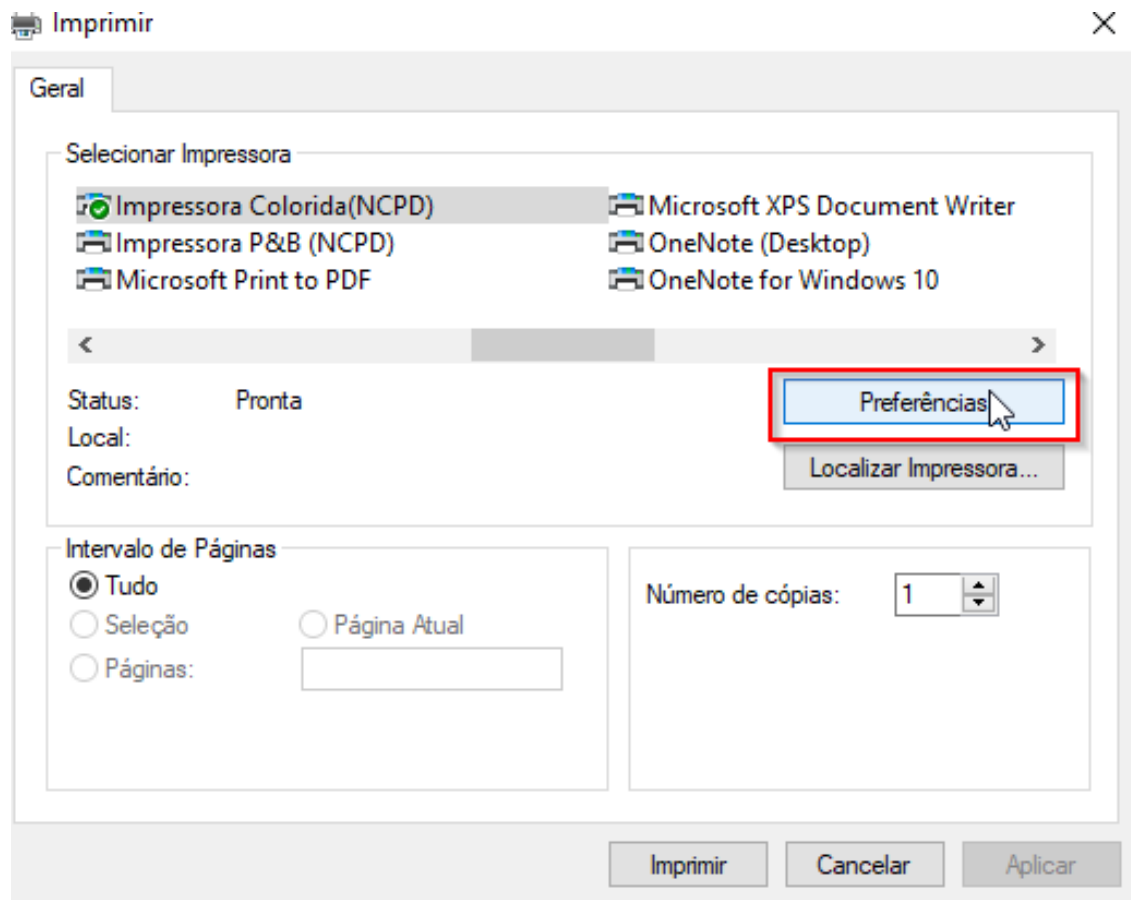 Imprimir
Geral
Selecionar Impressora
Impressora Colorida(NCPD)
Microsoft XPS Document Writer
Impressora P&B (NCPD)
OneNote (Desktop)
Microsoft Print to PDF
OneNote for Windows 10
Status: Pronta
Preferências
Local:
Comentário:
Localizar Impressora...
Intervalo de Páginas
Tudo
Número de cópias: 1
Seleção
Página Atual
Páginas:
Imprimir
Cancelar
Aplicar